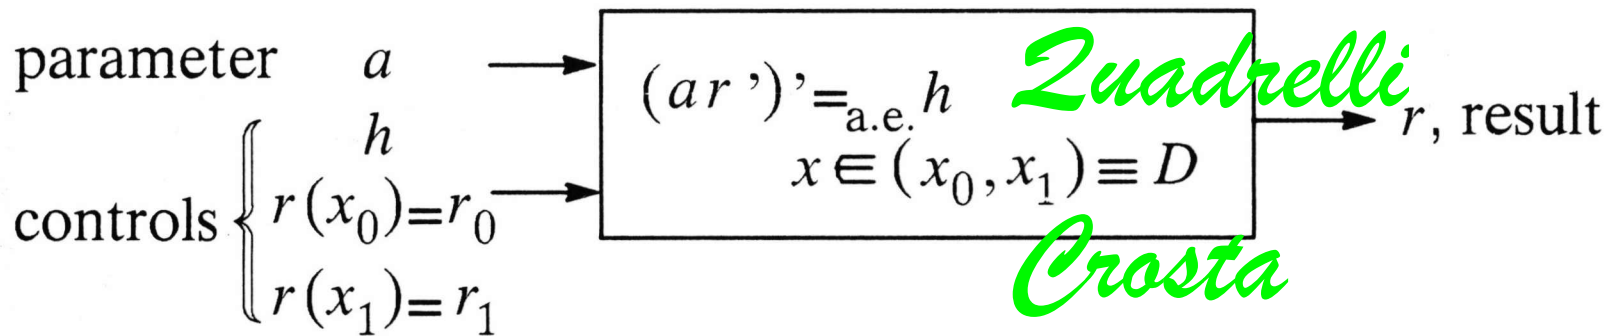 parameter a
(ar')'=a.e. h
Quadrelli
h
r, result
controls
r(x0)=r0
x∈(x0,x1)≡D
r(x1)=r1
Crosta